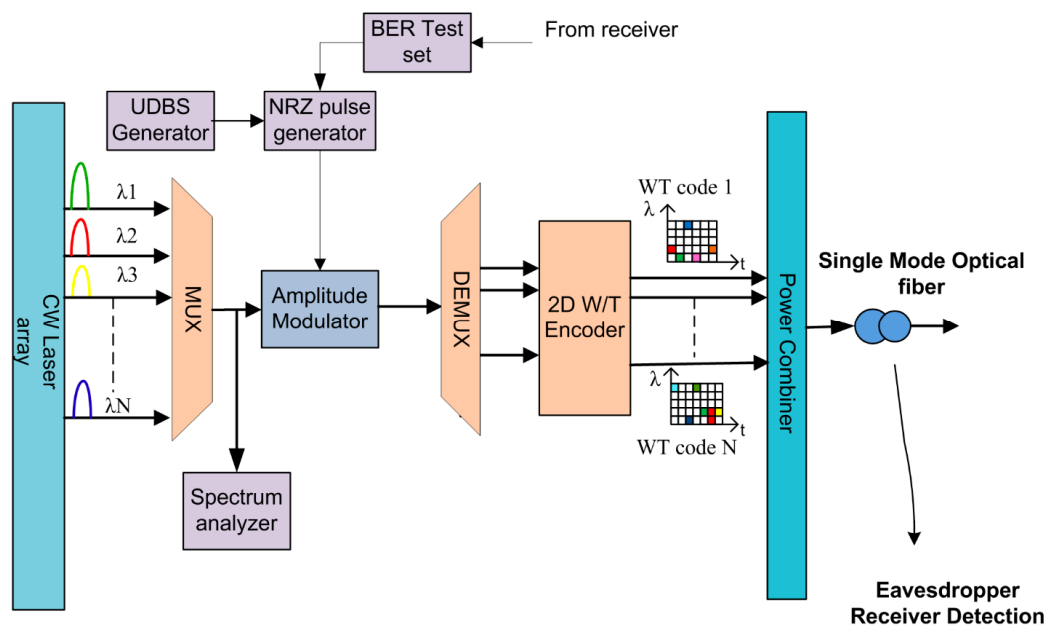 BER Test
set
From receiver
UDBS
Generator
NRZ pulse
generator
CW Laser
array
λ1
λ2
λ3
λN
MUX
Amplitude
Modulator
DEMUX
2D W/T
Encoder
WT code 1
λ
t
λ
t
WT code N
Power Combiner
Single Mode Optical
fiber
Spectrum
analyzer
Eavesdropper
Receiver Detection